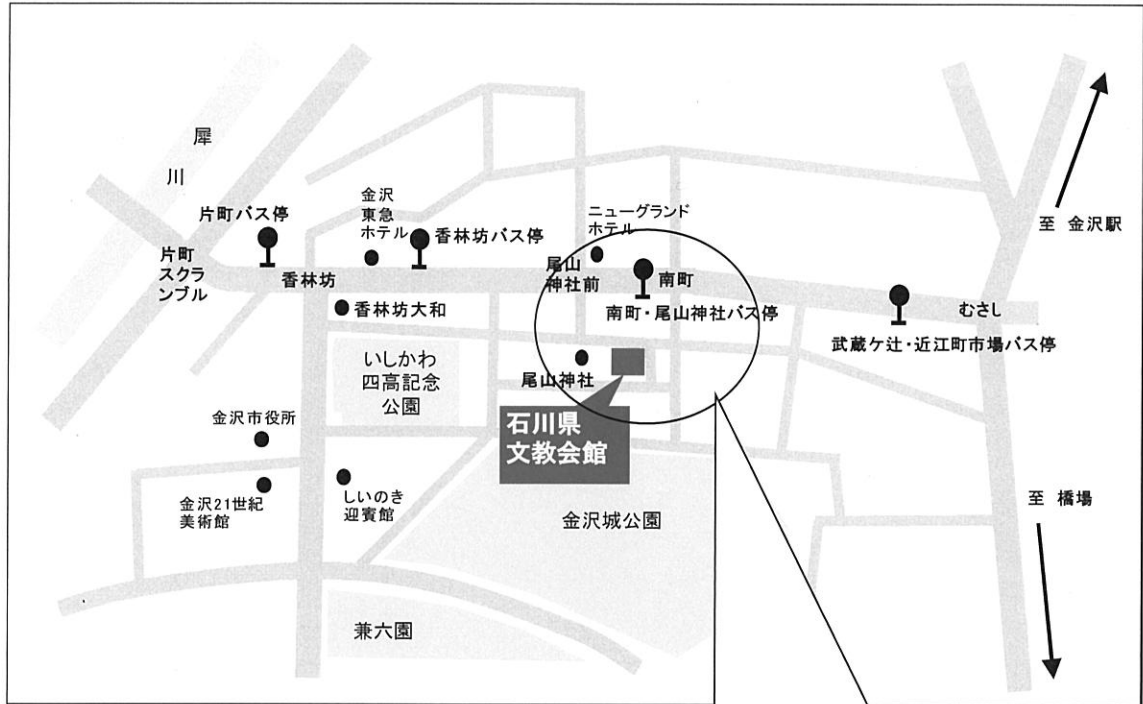 犀
川
片町バス停
片町
スクラ
ンブル
香林坊
金沢
東急
ホテル
香林坊バス停
香林坊大和
いしかわ
四高記念
公園
ニューグランド
ホテル
尾山
神社前
南町
南町・尾山神社バス停
尾山神社
石川県
文教会館
むさし
武蔵ケ辻・近江町市場バス停
至 金沢駅
至 橋場
金沢市役所
金沢21世紀
美術館
しいのき
迎賓館
金沢城公園
兼六園